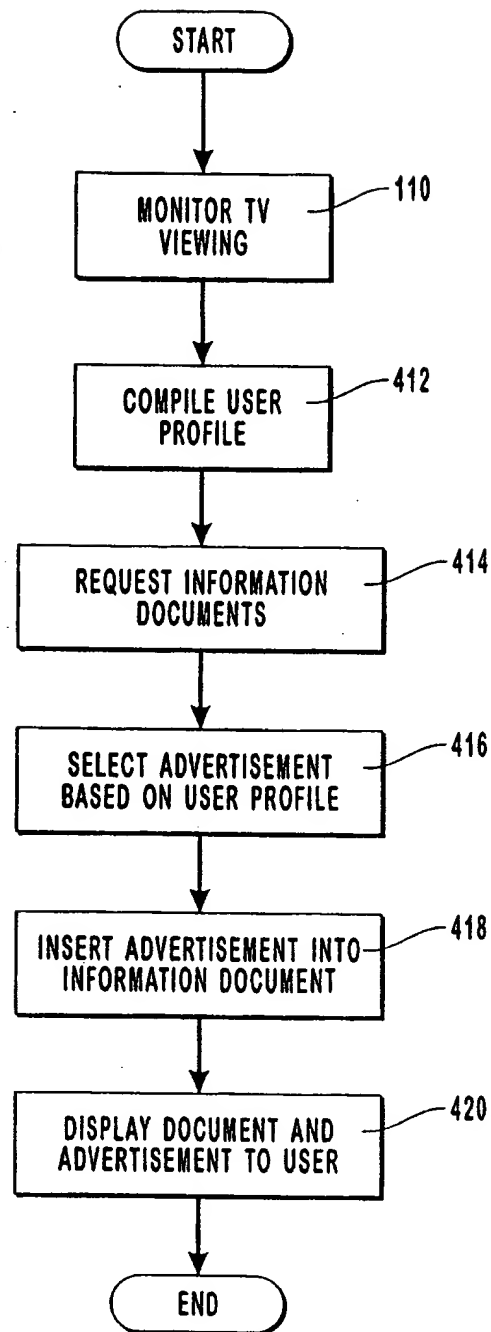 START
110
MONITOR TV
VIEWING
412
COMPILE USER
PROFILE
414
REQUEST INFORMATION
DOCUMENTS
416
SELECT ADVERTISEMENT
BASED ON USER PROFILE
418
INSERT ADVERTISEMENT INTO
INFORMATION DOCUMENT
420
DISPLAY DOCUMENT AND
ADVERTISEMENT TO USER
END